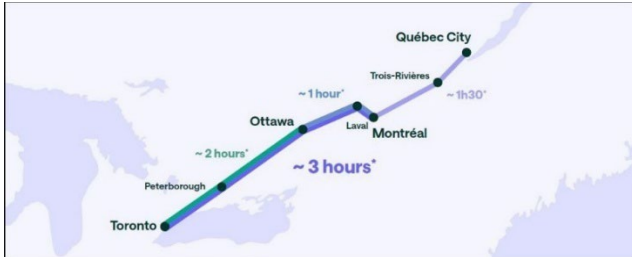 Québec City
Trois-Rivières
~ 1h30*
~ 1 hour*
Ottawa
Laval
Montréal
~ 2 hours*
~ 3 hours*
Peterborough
Toronto